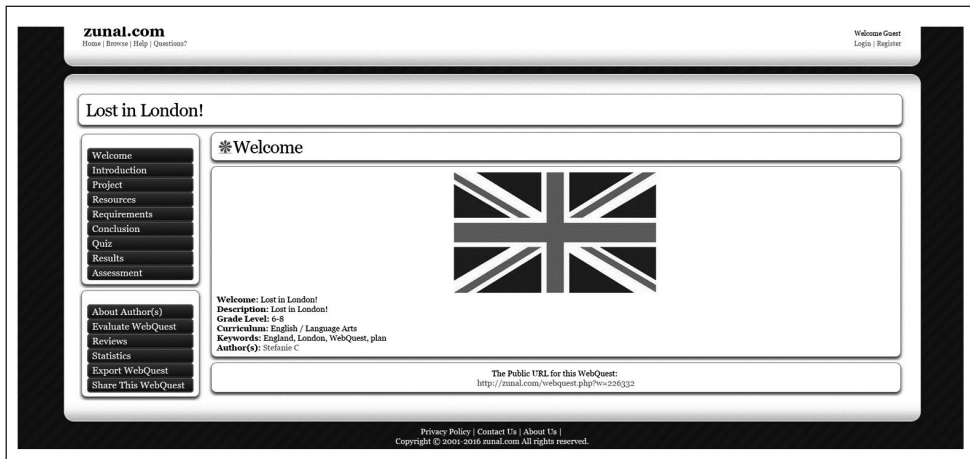 zunal.com
Home | Browse | Help | Questions?
Welcome Guest
Login | Register
Lost in London!
Welcome
Introduction
Project
Resources
Requirements
Conclusion
Quiz
Results
Assessment
About Author(s)
Evaluate WebQuest
Reviews
Statistics
Export WebQuest
Share This WebQuest
Welcome
Welcome: Lost in London!
Description: Lost in London!
Grade Level: 6-8
Curriculum: English / Language Arts
Keywords: England, London, WebQuest, plan
Author(s): Stefanie C
The Public URL for this WebQuest:
http://zunal.com/webquest.php?w=226332
Privacy Policy | Contact Us | About Us |
Copyright © 2001-2016 zunal.com All rights reserved.